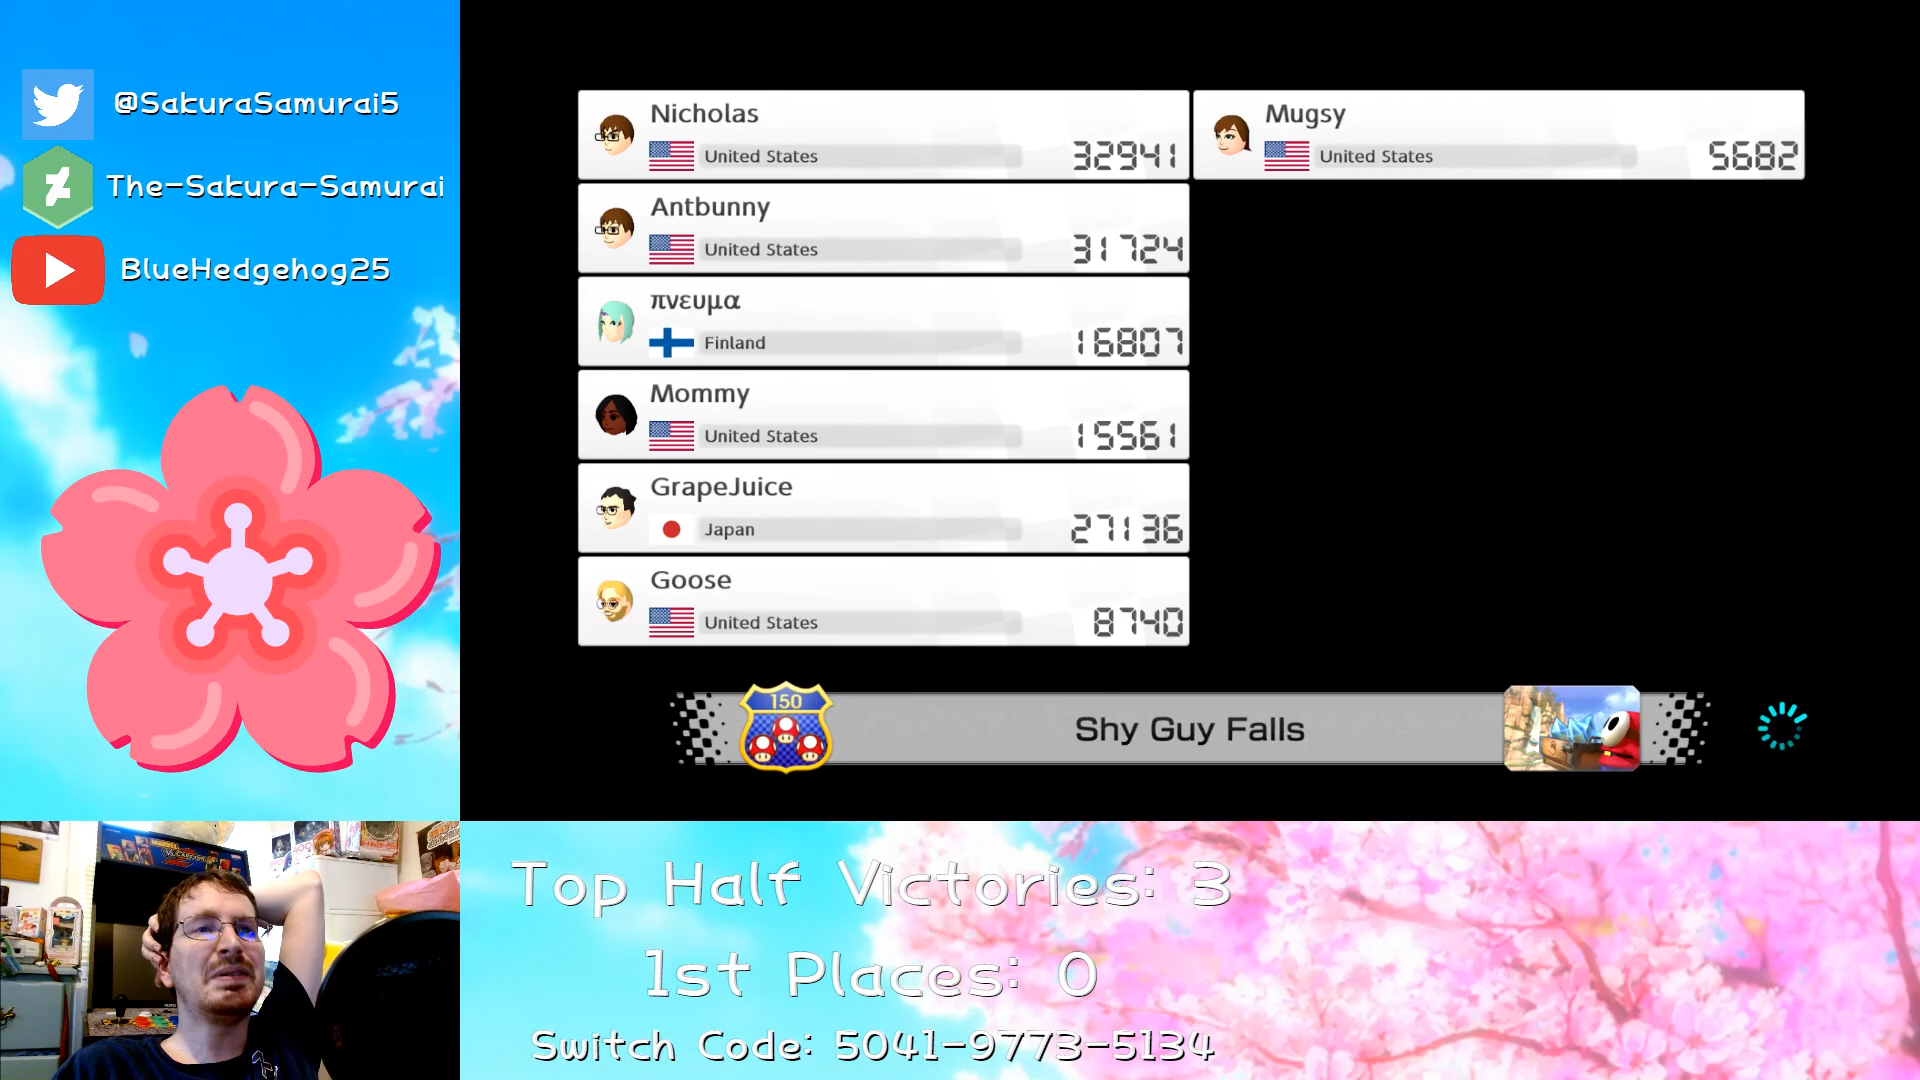 @SakuraSamurai5
The-Sakura-Samurai
BlueHedgehog25
Nicholas
United States
32941
Antbunny
United States
31724
πνευμα
Finland
16807
Mommy
United States
15561
GrapeJuice
Japan
27136
Goose
United States
8740
Mugsy
United States
5682
150
Shy Guy Falls
MARVEL
Top Half Victories: 3
1st Places: 0
Switch Code: 5041-9773-5134